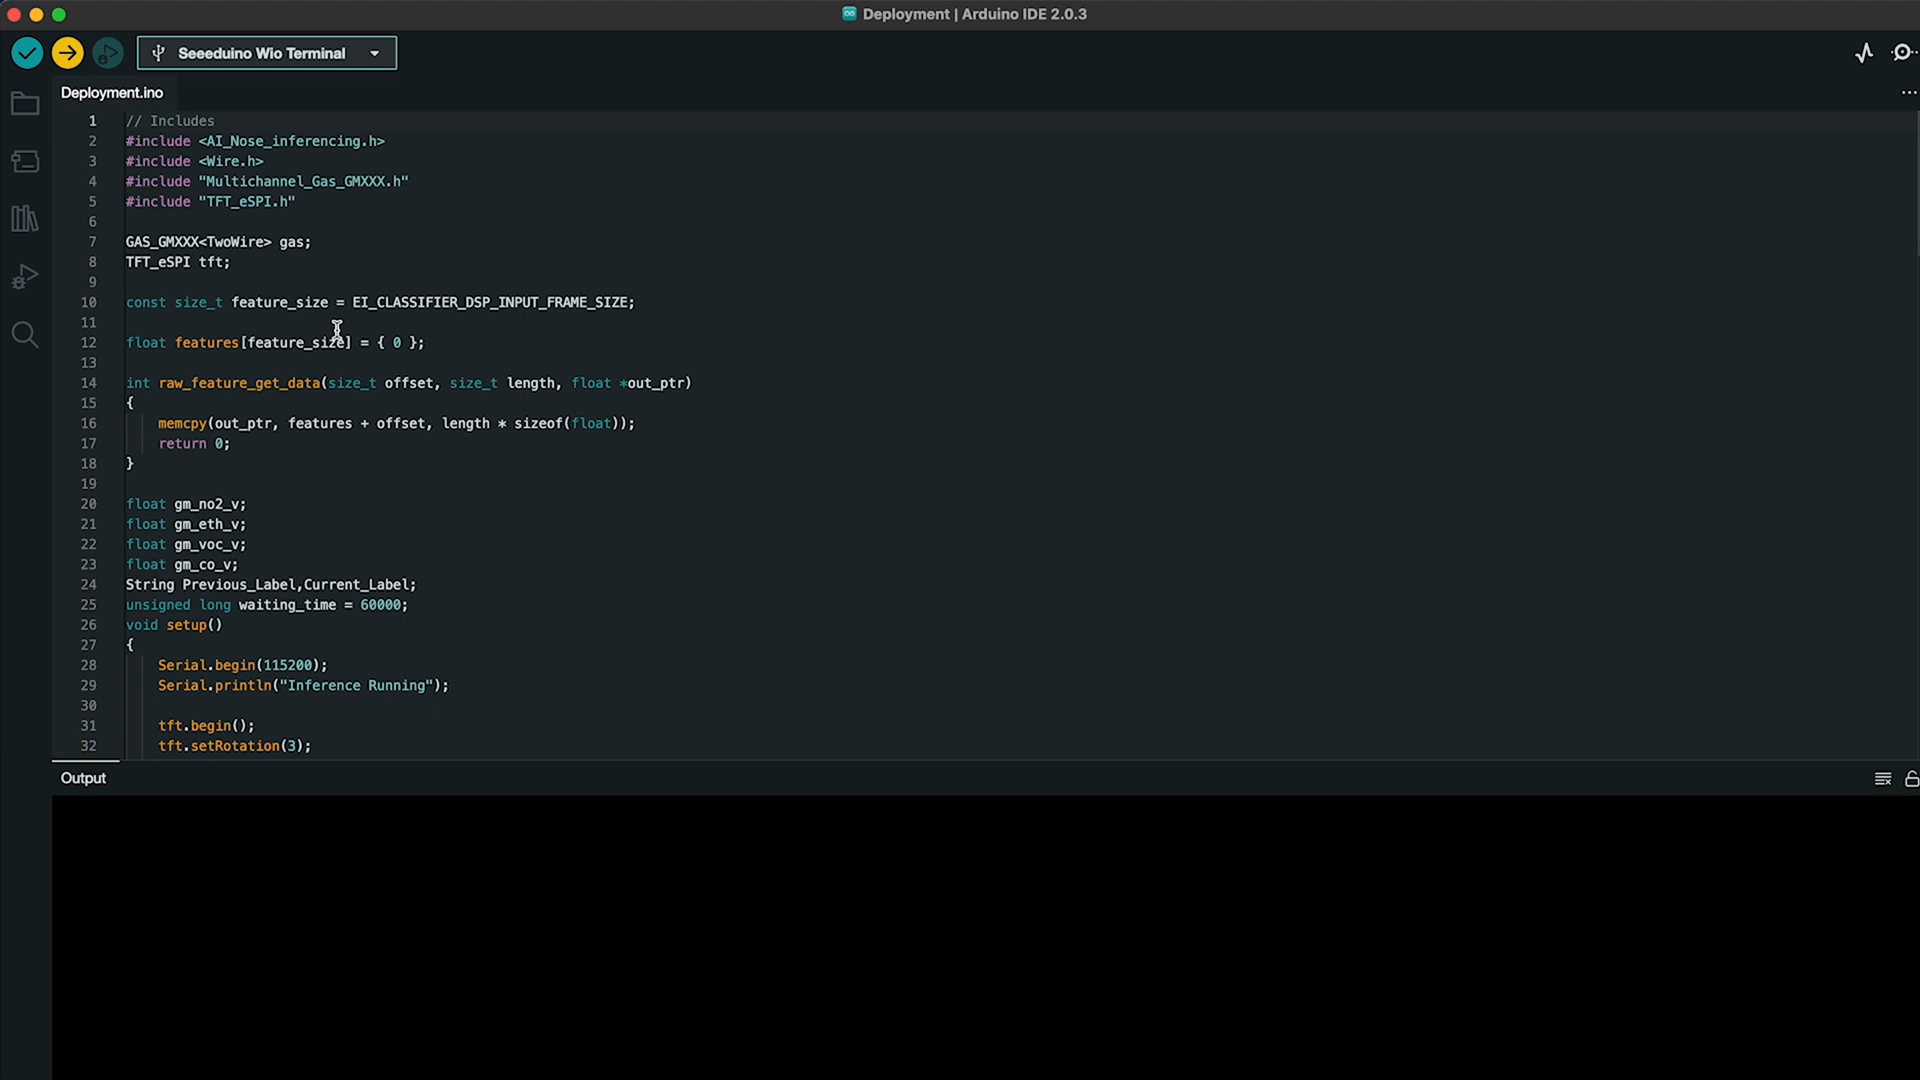 Deployment | Arduino IDE 2.0.3
Seeeduino Wio Terminal
Deployment.ino
1 // Includes
2 #include <AI_Nose_inferencing.h>
3 #include <Wire.h>
4 #include "Multichannel_Gas_GMXXX.h"
5 #include "TFT_eSPI.h"
6
7 GAS_GMXXX<TwoWire> gas;
8 TFT_eSPI tft;
9
10 const size_t feature_size = EI_CLASSIFIER_DSP_INPUT_FRAME_SIZE;
11
12 float features[feature_size] = { 0 };
13
14 int raw_feature_get_data(size_t offset, size_t length, float *out_ptr)
15 {
16 memcpy(out_ptr, features + offset, length * sizeof(float));
17 return 0;
18 }
19
20 float gm_no2_v;
21 float gm_eth_v;
22 float gm_voc_v;
23 float gm_co_v;
24 String Previous_Label,Current_Label;
25 unsigned long waiting_time = 60000;
26 void setup()
27 {
28 Serial.begin(115200);
29 Serial.println("Inference Running");
30
31 tft.begin();
32 tft.setRotation(3);
Output